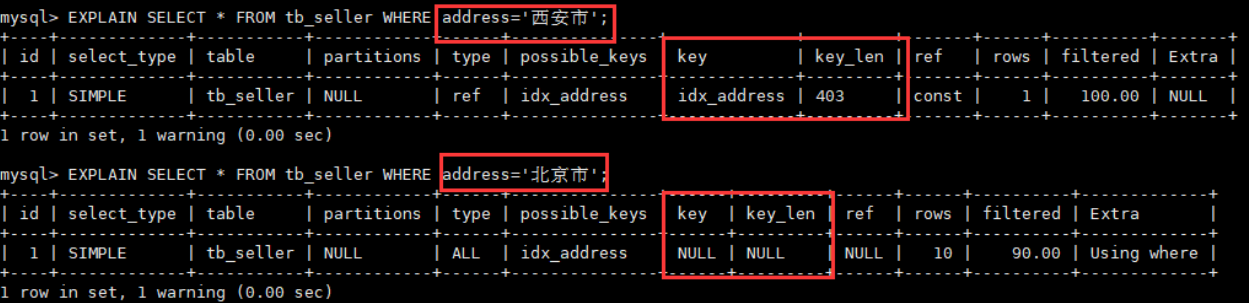 mysql> EXPLAIN SELECT * FROM tb_seller WHERE address='西安市';
+----+-------------+-----------+------------+------+---------------+-------------+---------+-------+------+----------+-------+
| id | select_type | table     | partitions | type | possible_keys | key         | key_len | ref   | rows | filtered | Extra |
+----+-------------+-----------+------------+------+---------------+-------------+---------+-------+------+----------+-------+
|  1 | SIMPLE      | tb_seller | NULL       | ref  | idx_address   | idx_address | 403     | const |    1 |   100.00 | NULL  |
+----+-------------+-----------+------------+------+---------------+-------------+---------+-------+------+----------+-------+
1 row in set, 1 warning (0.00 sec)
mysql> EXPLAIN SELECT * FROM tb_seller WHERE address='北京市';
+----+-------------+-----------+------------+------+---------------+------+---------+------+------+----------+-------------+
| id | select_type | table     | partitions | type | possible_keys | key  | key_len | ref  | rows | filtered | Extra       |
+----+-------------+-----------+------------+------+---------------+------+---------+------+------+----------+-------------+
|  1 | SIMPLE      | tb_seller | NULL       | ALL  | idx_address   | NULL | NULL    | NULL |   10 |    90.00 | Using where |
+----+-------------+-----------+------------+------+---------------+------+---------+------+------+----------+-------------+
1 row in set, 1 warning (0.00 sec)